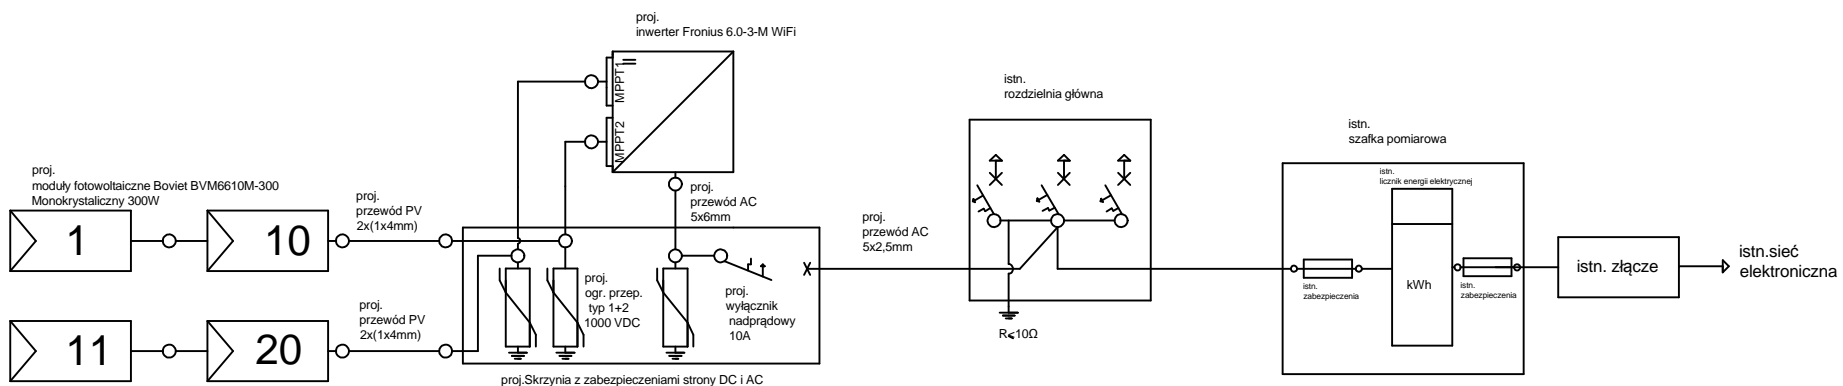 proj.
inwerter Fronius 6.0-3-M WiFi
MPPT1
MPPT2
proj.
moduły fotowoltaiczne Boviet BVM6610M-300
Monokrystaliczny 300W
1
10
proj.
przewód PV
2x(1x4mm)
11
20
proj.
przewód PV
2x(1x4mm)
proj.
przewód AC
5x6mm
proj.
ogr. przep.
typ 1+2
1000 VDC
proj.
wyłącznik
nadprądowy
10A
proj.Skrzynia z zabezpieczeniami strony DC i AC
proj.
przewód AC
5x2,5mm
istn.
rozdzielnia główna
R⩽10Ω
istn.
szafka pomiarowa
istn.
licznik energii elektrycznej
istn.
zabezpieczenia
kWh
istn.
zabezpieczenia
istn. złącze
istn.sieć
elektroniczna